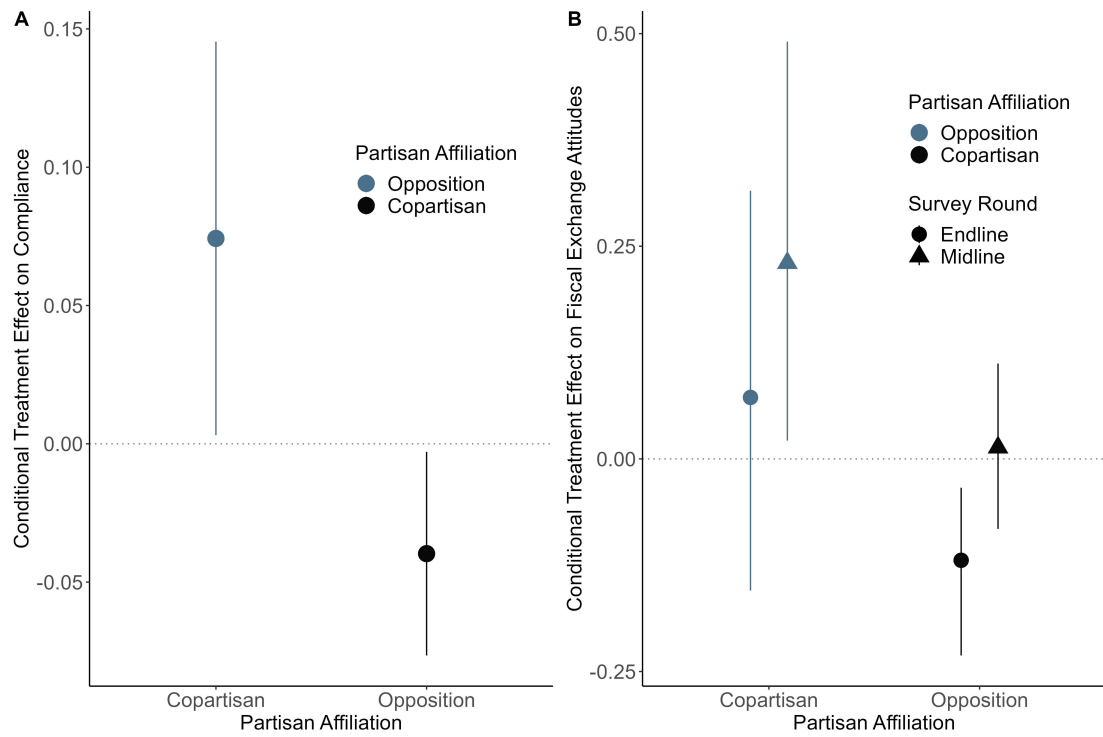 A
Conditional Treatment Effect on Compliance
0.15
0.10
0.05
0.00
-0.05
Partisan Affiliation
Opposition
Copartisan
Copartisan
Opposition
Partisan Affiliation
B
Conditional Treatment Effect on Fiscal Exchange Attitudes
0.50
0.25
0.00
-0.25
Partisan Affiliation
Opposition
Copartisan
Survey Round
Endline
Midline
Copartisan
Opposition
Partisan Affiliation